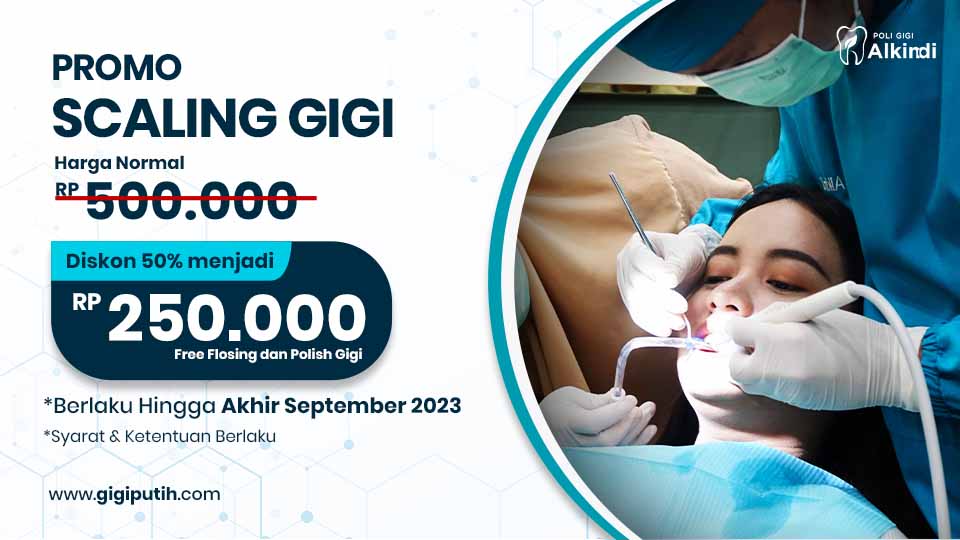 PROMO
SCALING GIGI
Harga Normal
RP 500.000
Diskon 50% menjadi
RP 250.000
Free Flosing dan Polish Gigi
*Berlaku Hingga Akhir September 2023
*Syarat & Ketentuan Berlaku
www.gigiputih.com
POLI GIGI
Alkindi